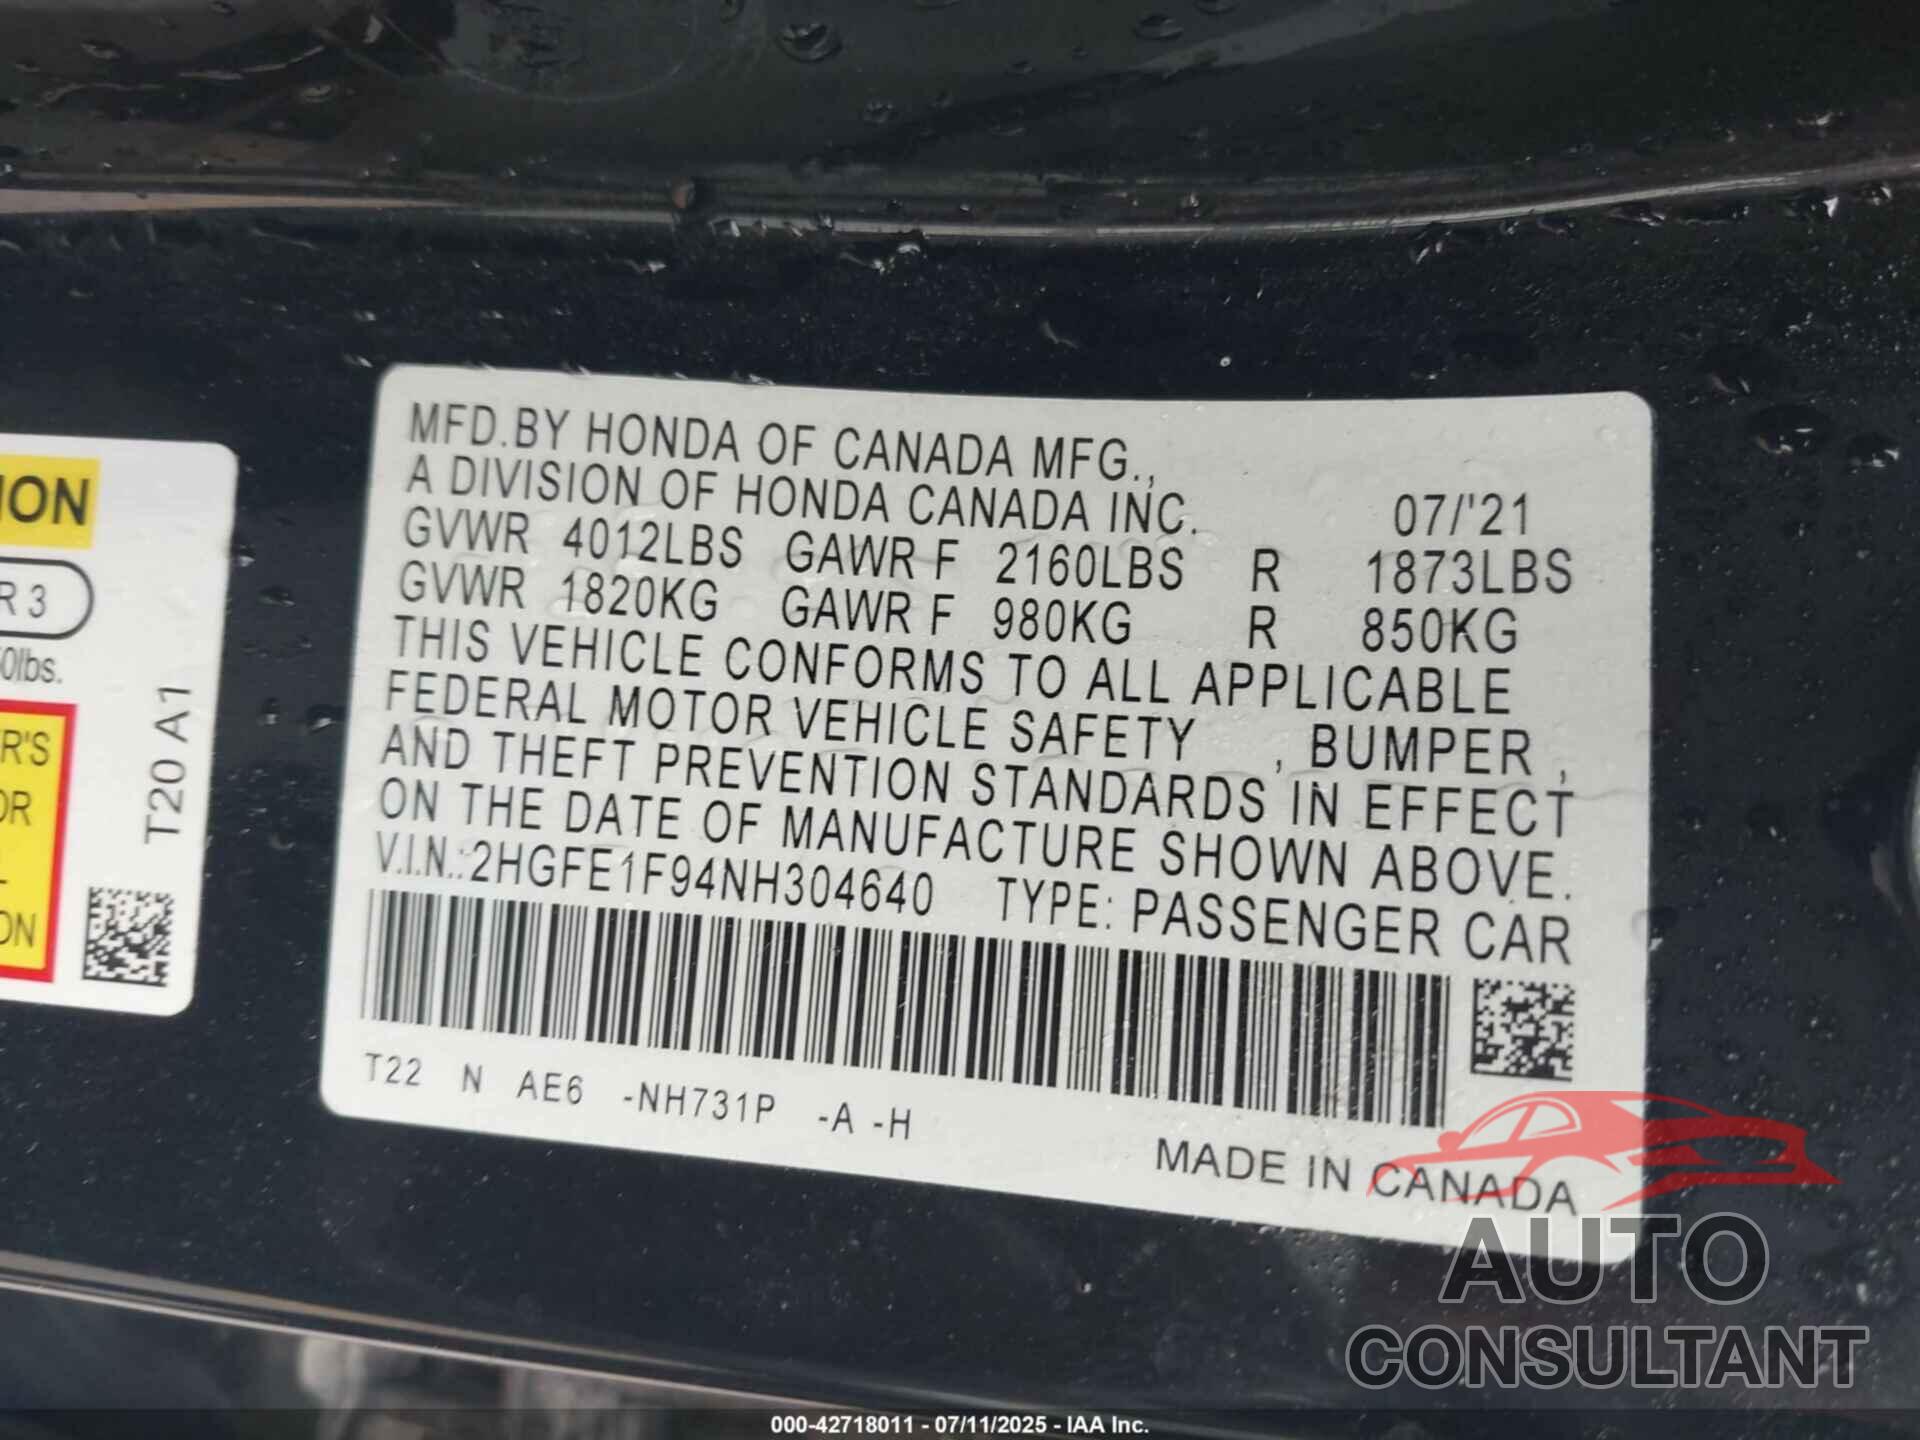 MFD.BY HONDA OF CANADA MFG.,
A DIVISION OF HONDA CANADA INC. 07/'21
GVWR 4012LBS GAWR F 2160LBS R 1873LBS
GVWR 1820KG GAWR F 980KG R 850KG
THIS VEHICLE CONFORMS TO ALL APPLICABLE
FEDERAL MOTOR VEHICLE SAFETY , BUMPER ,
AND THEFT PREVENTION STANDARDS IN EFFECT
ON THE DATE OF MANUFACTURE SHOWN ABOVE.
V.I.N.:2HGFE1F94NH304640 TYPE: PASSENGER CAR
T22 N AE6 -NH731P -A -H
MADE IN CANADA
ION
R 3
0lbs.
R'S
OR
ON
T20 A1
AUTO
CONSULTANT
000-42718011 - 07/11/2025 - IAA Inc.